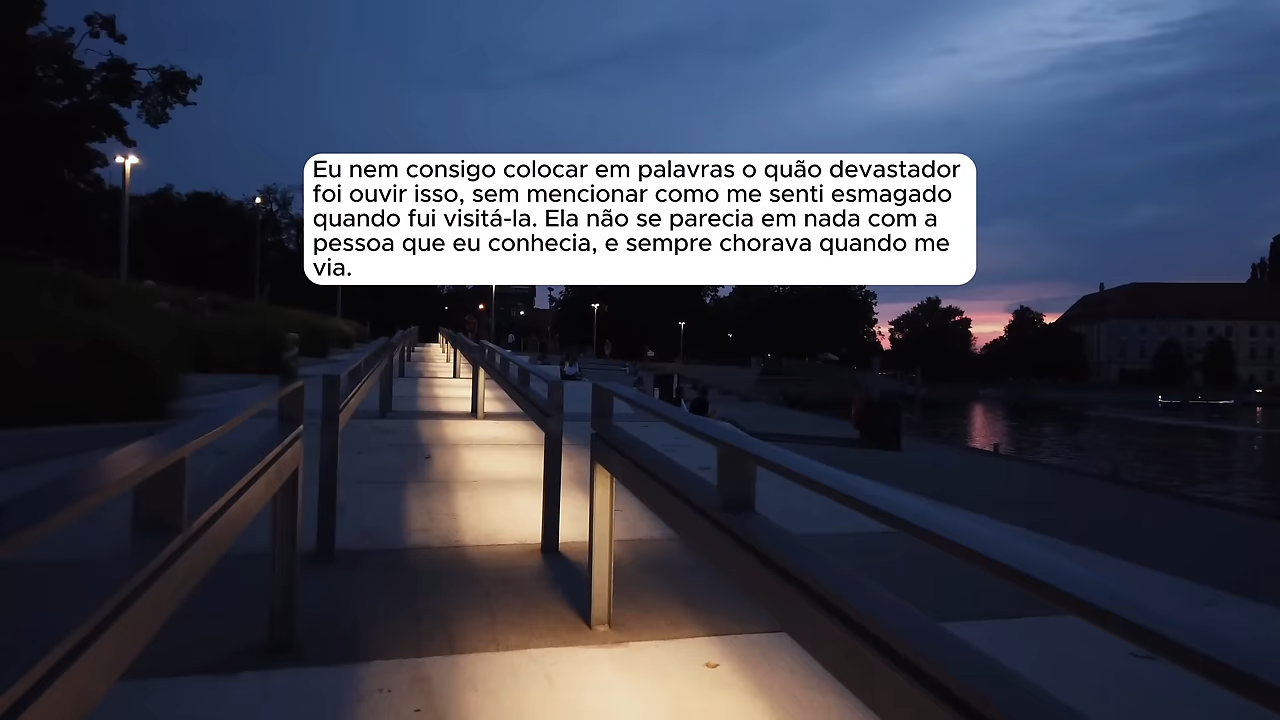 Eu nem consigo colocar em palavras o quão devastador
foi ouvir isso, sem mencionar como me senti esmagado
quando fui visitá-la. Ela não se parecia em nada com a
pessoa que eu conhecia, e sempre chorava quando me
via.